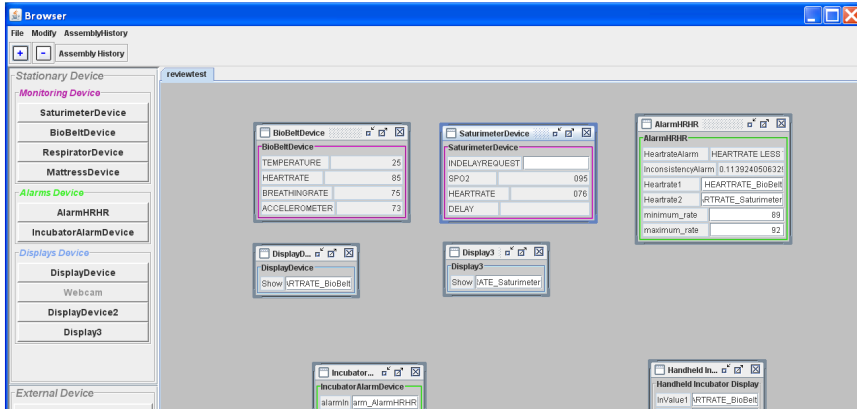 Browser
File Modify AssemblyHistory
+ - Assembly History
Stationary Device
Monitoring Device
SaturimeterDevice
BioBeltDevice
RespiratorDevice
MattressDevice
Alarms Device
AlarmHRHR
IncubatorAlarmDevice
Displays Device
DisplayDevice
Webcam
DisplayDevice2
Display3
External Device
reviewtest
BioBeltDevice
BioBeltDevice
TEMPERATURE 25
HEARTRATE 85
BREATHINGRATE 75
ACCELEROMETER 73
SaturimeterDevice
SaturimeterDevice
INDELAYREQUEST
SPO2 095
HEARTRATE 076
DELAY
AlarmHRHR
AlarmHRHR
HeartrateAlarm HEARTRATE LESS
InconsistencyAlarm 0.1139240506329
Heartrate1 HEARTRATE_BioBelt
Heartrate2 \RTRATE_Saturimeter
minimum_rate 89
maximum_rate 92
DisplayD...
DisplayDevice
Show \RTRATE_BioBelt
Display3
Display3
Show :ATE_Saturimeter
Incubator...
IncubatorAlarmDevice
alarmIn arm_AlarmHRHR
Handheld In...
Handheld Incubator Display
InValue1 \RTRATE_BioBelt